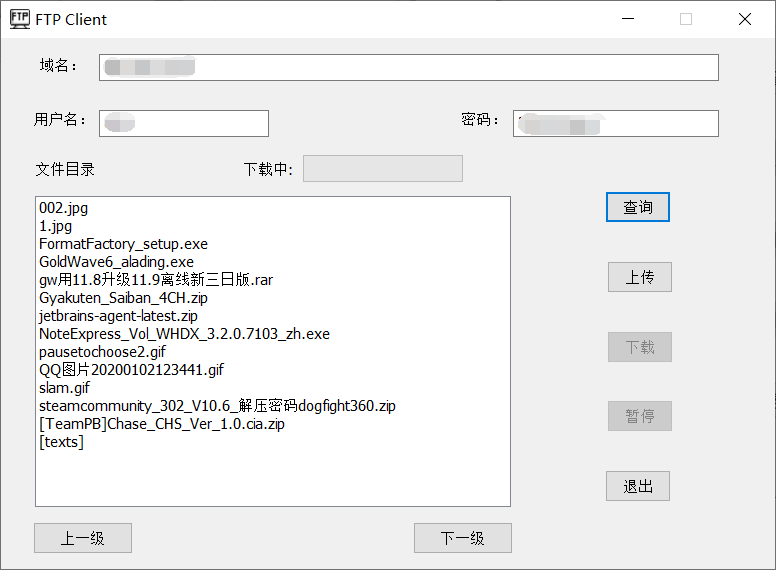 FTP FTP Client
域名：
用户名： 密码：
文件目录 下载中:
002.jpg
1.jpg
FormatFactory_setup.exe
GoldWave6_alading.exe
gw用11.8升级11.9离线新三日版.rar
Gyakuten_Saiban_4CH.zip
jetbrains-agent-latest.zip
NoteExpress_Vol_WHDX_3.2.0.7103_zh.exe
pausetochoose2.gif
QQ图片20200102123441.gif
slam.gif
steamcommunity_302_V10.6_解压密码dogfight360.zip
[TeamPB]Chase_CHS_Ver_1.0.cia.zip
[texts]
查询
上传
下载
暂停
退出
上一级 下一级